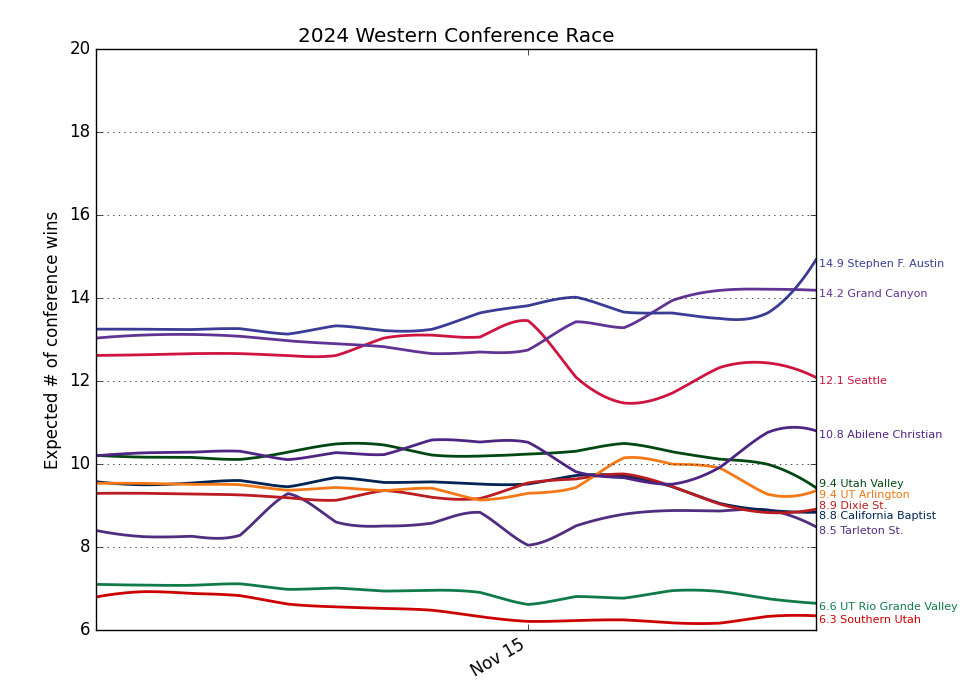 2024 Western Conference Race
Expected # of conference wins
20
18
16
14
12
10
8
6
Nov 15
14.9 Stephen F. Austin
14.2 Grand Canyon
12.1 Seattle
10.8 Abilene Christian
9.4 Utah Valley
9.4 UT Arlington
8.9 Dixie St.
8.8 California Baptist
8.5 Tarleton St.
6.6 UT Rio Grande Valley
6.3 Southern Utah